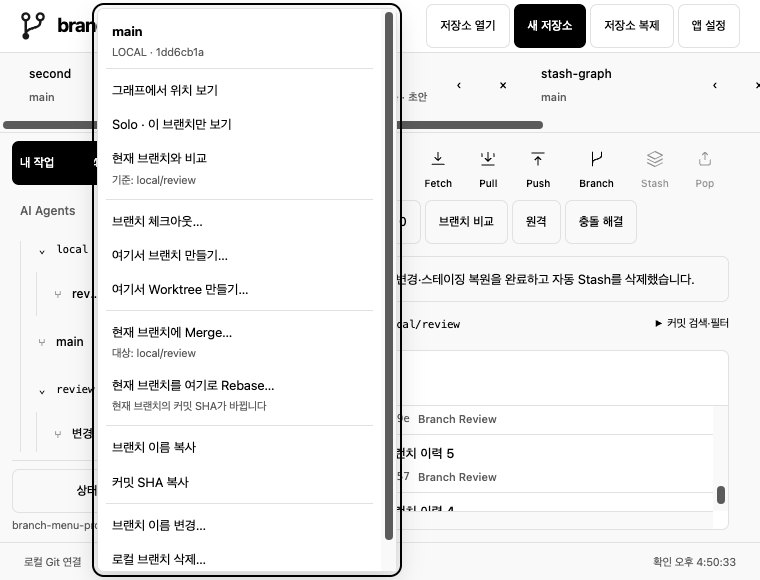 bran
저장소 열기
새 저장소
저장소 복제
앱 설정
second
main
초안
‹
×
stash-graph
main
‹
×
내 작업
AI Agents
⌄ local
rev..
main
⌄ review
변경
상태
branch-menu-pro
로컬 Git 연결
main
LOCAL · 1dd6cb1a
그래프에서 위치 보기
Solo · 이 브랜치만 보기
현재 브랜치와 비교
기준: local/review
브랜치 체크아웃...
여기서 브랜치 만들기...
여기서 Worktree 만들기...
현재 브랜치에 Merge...
대상: local/review
현재 브랜치를 여기로 Rebase...
현재 브랜치의 커밋 SHA가 바뀝니다
브랜치 이름 복사
커밋 SHA 복사
브랜치 이름 변경...
로컬 브랜치 삭제...
Fetch
Pull
Push
Branch
Stash
Pop
브랜치 비교
원격
충돌 해결
변경·스테이징 복원을 완료하고 자동 Stash를 삭제했습니다.
cal/review
▶ 커밋 검색·필터
9e Branch Review
이력 5
57 Branch Review
이력 4
확인 오후 4:50:33